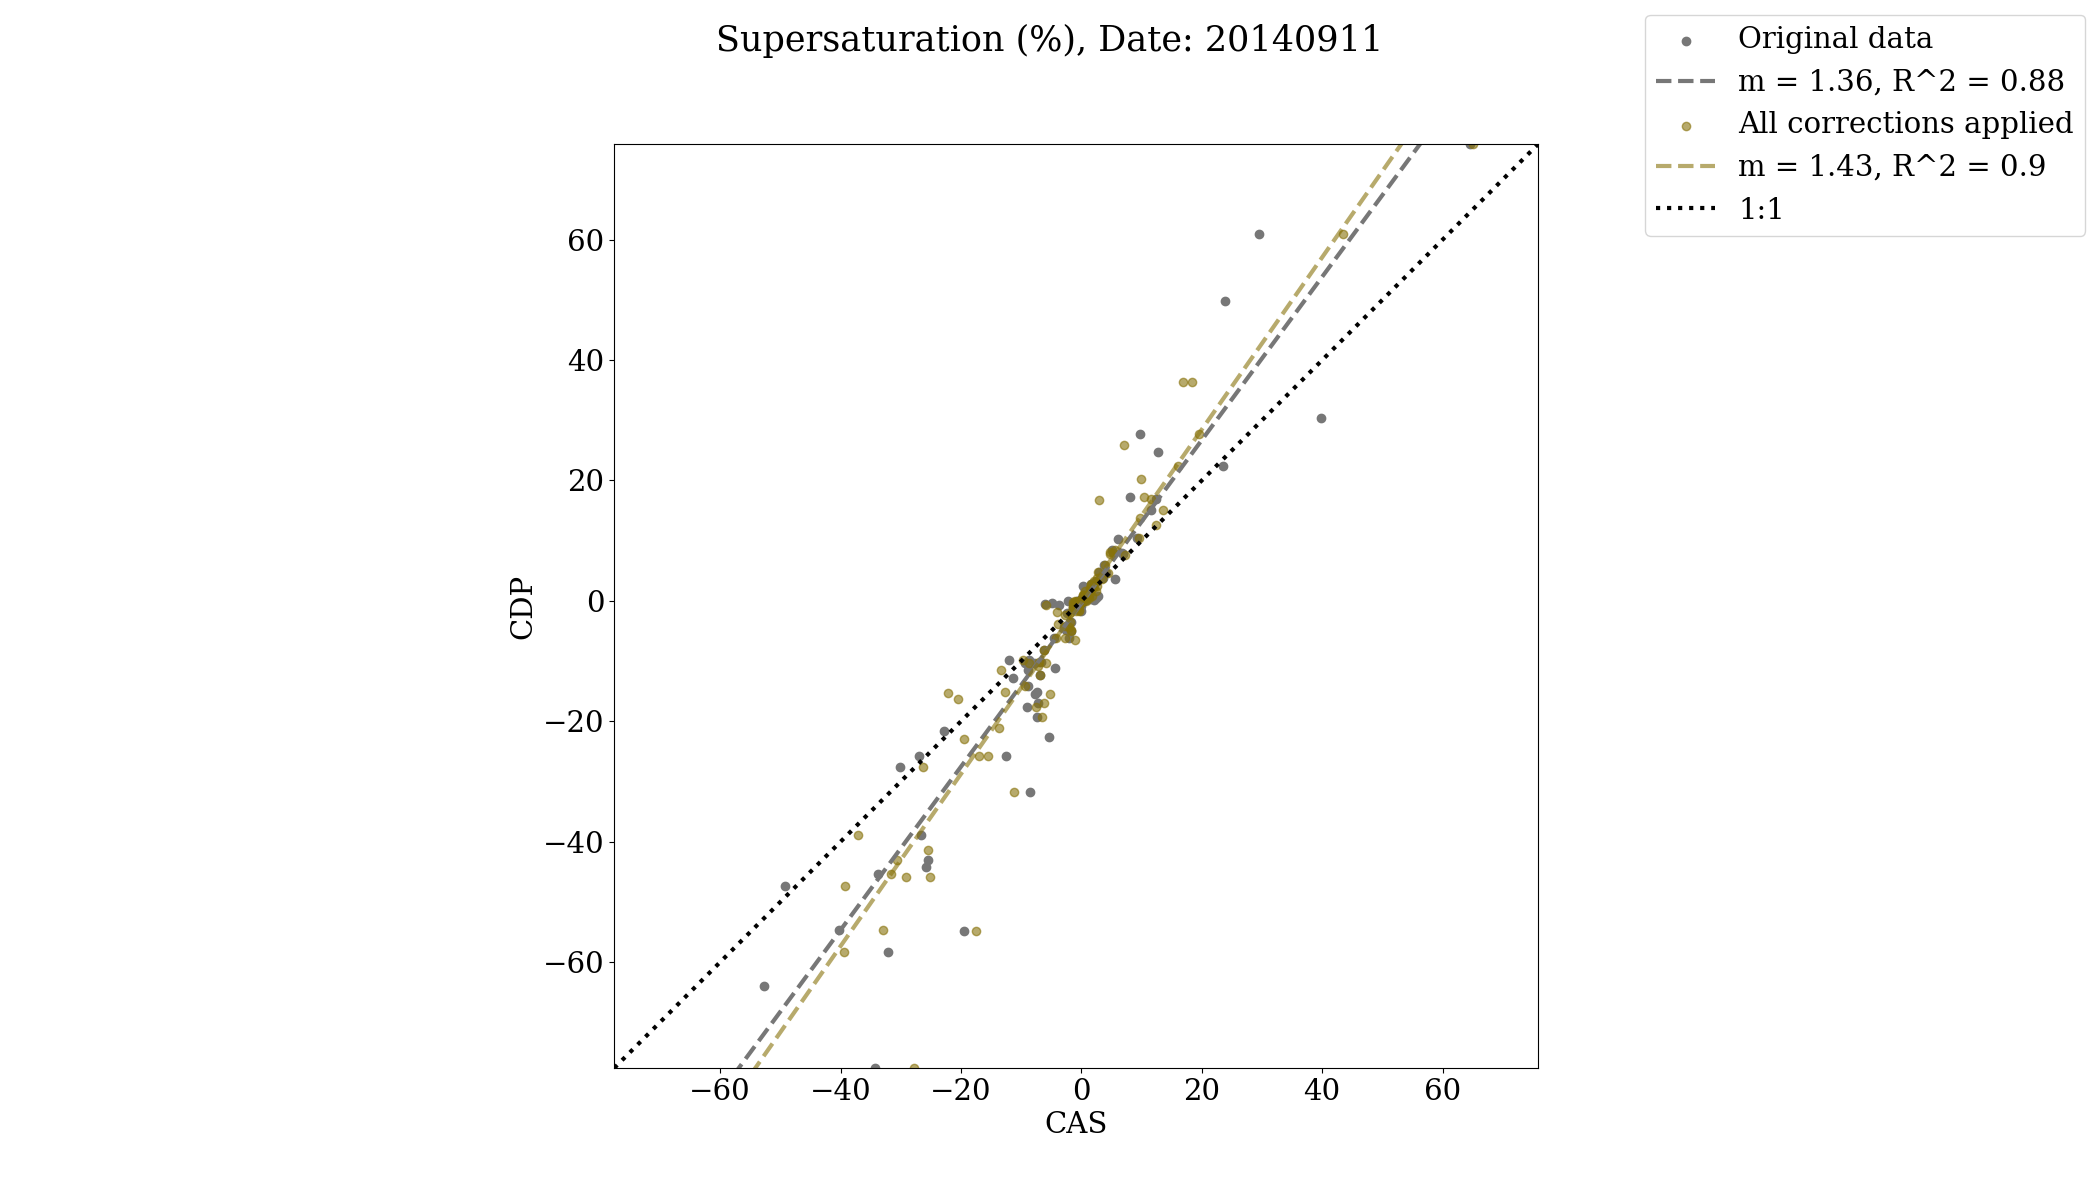 Supersaturation (%), Date: 20140911
Original data
m = 1.36, R^2 = 0.88
All corrections applied
m = 1.43, R^2 = 0.9
1:1
60
40
20
0
−20
−40
−60
CDP
−60 −40 −20 0 20 40 60
CAS